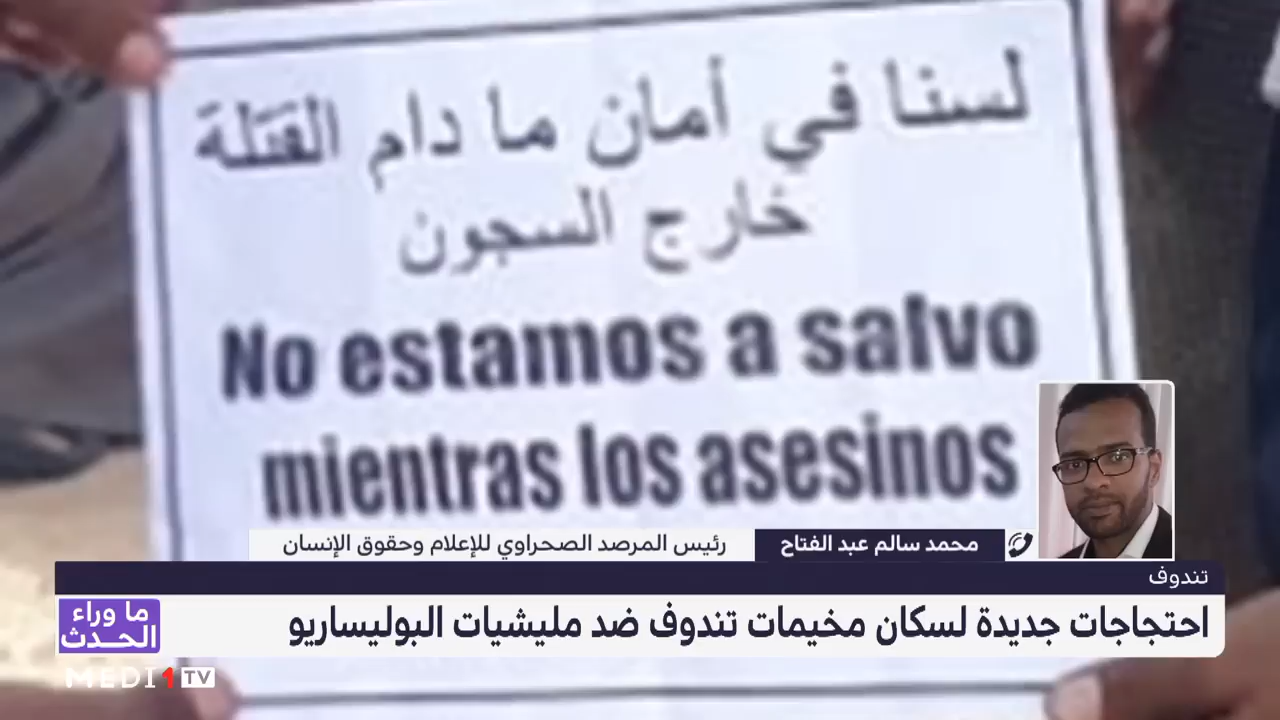 لسنا في أمان ما دام القتلة
خارج السجون
No estamos a salvo
mientras los asesinos
محمد سالم عبد الفتاح
رئيس المرصد الصحراوي للإعلام وحقوق الإنسان
تندوف
احتجاجات جديدة لسكان مخيمات تندوف ضد مليشيات البوليساريو
ما وراء
الحدث
MEDI1TV